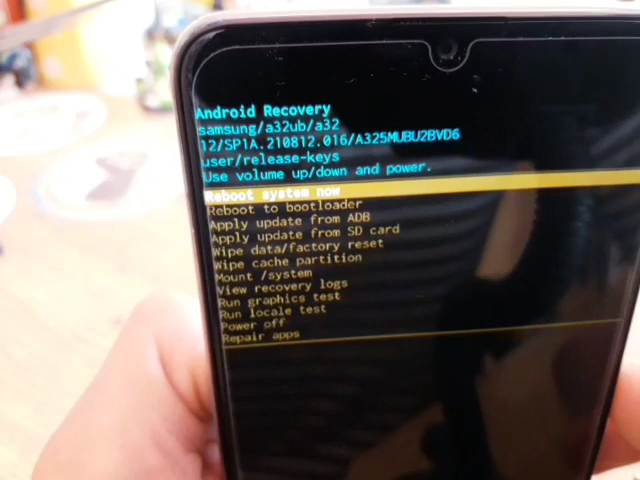 Android Recovery
samsung/a32ub/a32
12/SP1A.210812.016/A325MUBU2BVD6
user/release-keys
Use volume up/down and power.
Reboot system now
Reboot to bootloader
Apply update from ADB
Apply update from SD card
Wipe data/factory reset
Wipe cache partition
Mount /system
View recovery logs
Run graphics test
Run locale test
Power off
Repair apps